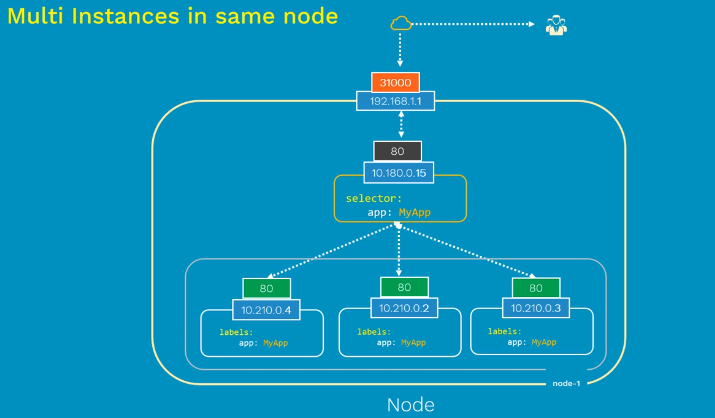 Multi Instances in same node
31000
192.168.1.1
80
10.180.0.15
selector:
app: MyApp
80
10.210.0.4
labels:
app: MyApp
80
10.210.0.2
labels:
app: MyApp
80
10.210.0.3
labels:
app: MyApp
node-1
Node